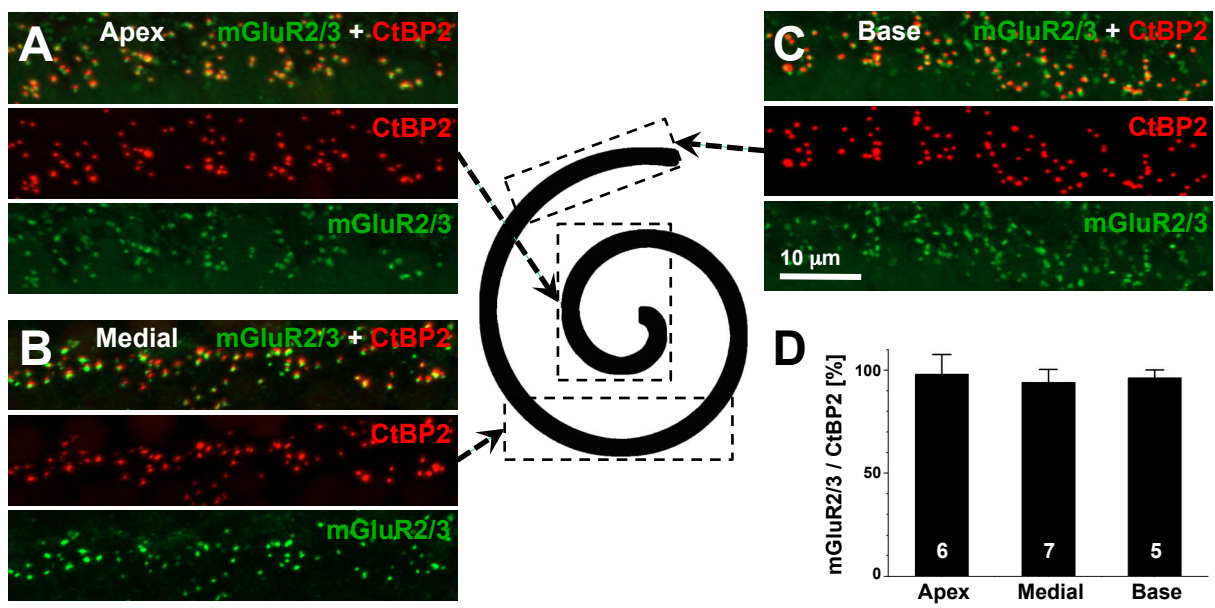 A
Apex mGluR2/3 + CtBP2
CtBP2
mGluR2/3
B
Medial mGluR2/3 + CtBP2
CtBP2
mGluR2/3
C
Base mGluR2/3 + CtBP2
CtBP2
mGluR2/3
10 μm
D
mGluR2/3 / CtBP2 [%]
100
50
0
6 7 5
Apex Medial Base